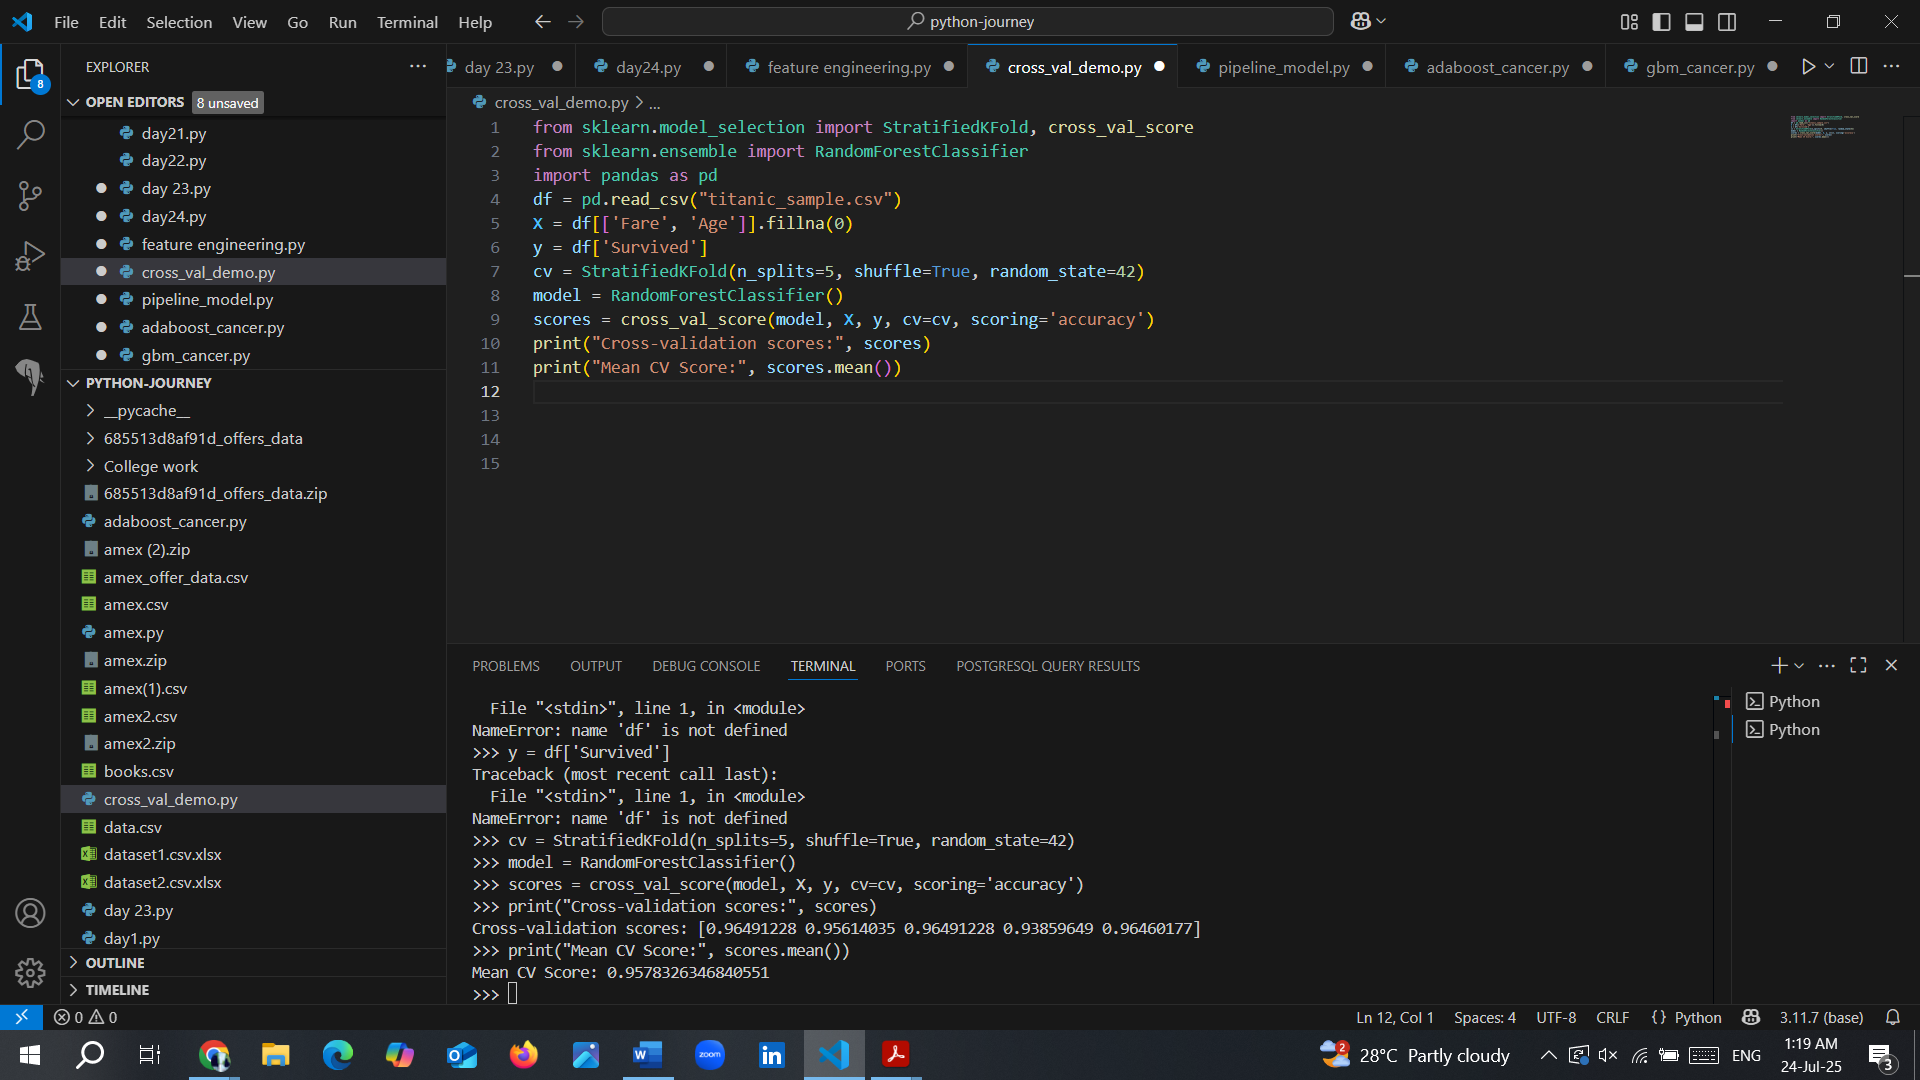 File Edit Selection View Go Run Terminal Help
python-journey
EXPLORER
OPEN EDITORS 8 unsaved
day21.py
day22.py
day 23.py
day24.py
feature engineering.py
cross_val_demo.py
pipeline_model.py
adaboost_cancer.py
gbm_cancer.py
PYTHON-JOURNEY
__pycache__
685513d8af91d_offers_data
College work
685513d8af91d_offers_data.zip
adaboost_cancer.py
amex (2).zip
amex_offer_data.csv
amex.csv
amex.py
amex.zip
amex(1).csv
amex2.csv
amex2.zip
books.csv
cross_val_demo.py
data.csv
dataset1.csv.xlsx
dataset2.csv.xlsx
day 23.py
day1.py
OUTLINE
TIMELINE
8
day 23.py day24.py feature engineering.py cross_val_demo.py pipeline_model.py adaboost_cancer.py gbm_cancer.py
cross_val_demo.py > ...
1 from sklearn.model_selection import StratifiedKFold, cross_val_score
2 from sklearn.ensemble import RandomForestClassifier
3 import pandas as pd
4 df = pd.read_csv("titanic_sample.csv")
5 X = df[['Fare', 'Age']].fillna(0)
6 y = df['Survived']
7 cv = StratifiedKFold(n_splits=5, shuffle=True, random_state=42)
8 model = RandomForestClassifier()
9 scores = cross_val_score(model, X, y, cv=cv, scoring='accuracy')
10 print("Cross-validation scores:", scores)
11 print("Mean CV Score:", scores.mean())
12
13
14
15
PROBLEMS OUTPUT DEBUG CONSOLE TERMINAL PORTS POSTGRESQL QUERY RESULTS
File "<stdin>", line 1, in <module>
NameError: name 'df' is not defined
>>> y = df['Survived']
Traceback (most recent call last):
File "<stdin>", line 1, in <module>
NameError: name 'df' is not defined
>>> cv = StratifiedKFold(n_splits=5, shuffle=True, random_state=42)
>>> model = RandomForestClassifier()
>>> scores = cross_val_score(model, X, y, cv=cv, scoring='accuracy')
>>> print("Cross-validation scores:", scores)
Cross-validation scores: [0.96491228 0.95614035 0.96491228 0.93859649 0.96460177]
>>> print("Mean CV Score:", scores.mean())
Mean CV Score: 0.9578326346840551
>>>
Python
Python
0 0
Ln 12, Col 1 Spaces: 4 UTF-8 CRLF {} Python 3.11.7 (base)
zoom
2
28°C Partly cloudy
ENG
1:19 AM
24-Jul-25
3